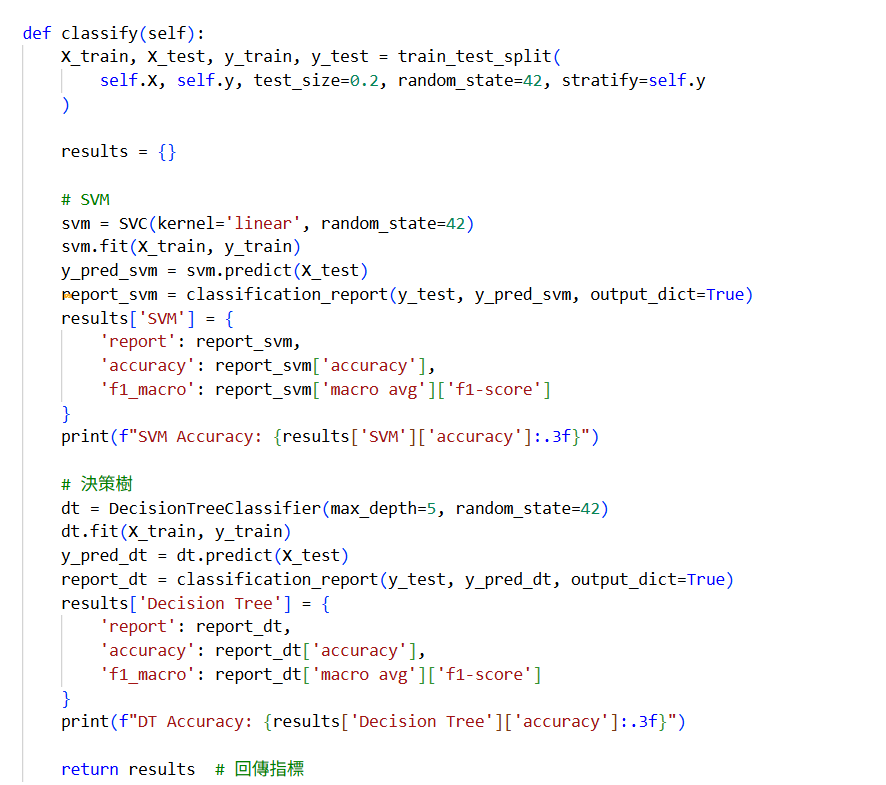 def classify(self):
    X_train, X_test, y_train, y_test = train_test_split(
        self.X, self.y, test_size=0.2, random_state=42, stratify=self.y
    )

    results = {}

    # SVM
    svm = SVC(kernel='linear', random_state=42)
    svm.fit(X_train, y_train)
    y_pred_svm = svm.predict(X_test)
    report_svm = classification_report(y_test, y_pred_svm, output_dict=True)
    results['SVM'] = {
        'report': report_svm,
        'accuracy': report_svm['accuracy'],
        'f1_macro': report_svm['macro avg']['f1-score']
    }
    print(f"SVM Accuracy: {results['SVM']['accuracy']:.3f}")

    # 決策樹
    dt = DecisionTreeClassifier(max_depth=5, random_state=42)
    dt.fit(X_train, y_train)
    y_pred_dt = dt.predict(X_test)
    report_dt = classification_report(y_test, y_pred_dt, output_dict=True)
    results['Decision Tree'] = {
        'report': report_dt,
        'accuracy': report_dt['accuracy'],
        'f1_macro': report_dt['macro avg']['f1-score']
    }
    print(f"DT Accuracy: {results['Decision Tree']['accuracy']:.3f}")

    return results  # 回傳指標